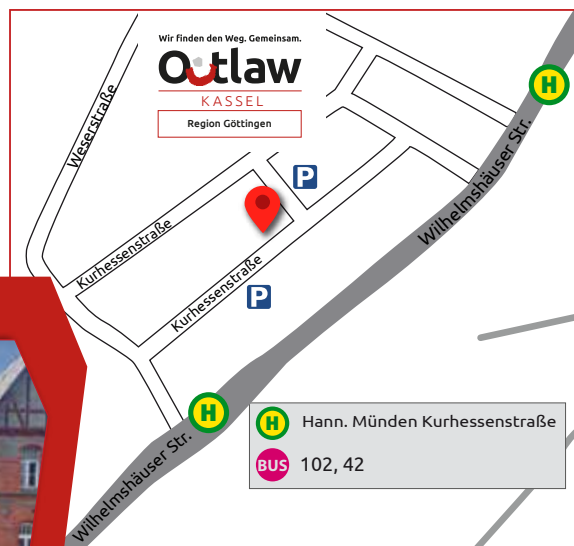 Wir finden den Weg. Gemeinsam.
Outlaw
KASSEL
Region Göttingen
H
Weserstraße
Wilhelmshäuser Str.
P
Kurhessenstraße
Kurhessenstraße
P
H
Wilhelmshäuser Str.
H Hann. Münden Kurhessenstraße
BUS 102, 42